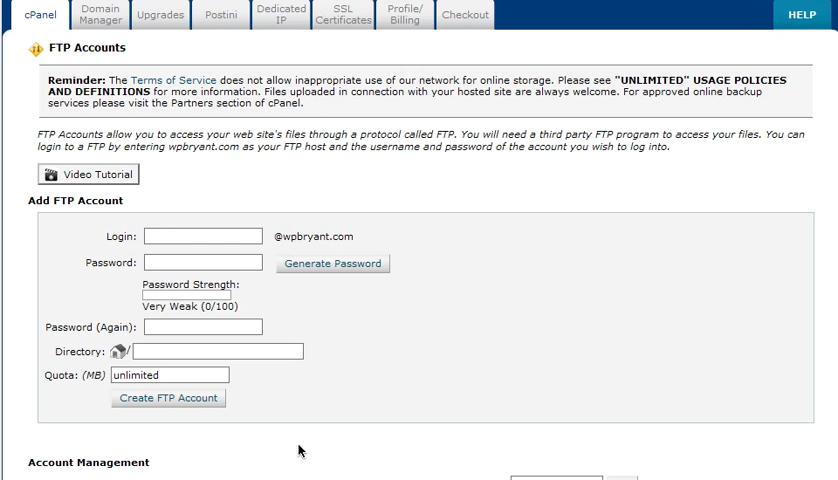 cPanel
Domain
Manager
Upgrades
Postini
Dedicated
IP
SSL
Certificates
Profile/
Billing
Checkout
HELP
FTP Accounts
Reminder: The Terms of Service does not allow inappropriate use of our network for online storage. Please see "UNLIMITED" USAGE POLICIES
AND DEFINITIONS for more information. Files uploaded in connection with your hosted site are always welcome. For approved online backup
services please visit the Partners section of cPanel.
FTP Accounts allow you to access your web site's files through a protocol called FTP. You will need a third party FTP program to access your files. You can
login to a FTP by entering wpbryant.com as your FTP host and the username and password of the account you wish to log into.
Video Tutorial
Add FTP Account
Login: @wpbryant.com
Password: Generate Password
Password Strength:
Very Weak (0/100)
Password (Again):
Directory: /
Quota: (MB) unlimited
Create FTP Account
Account Management